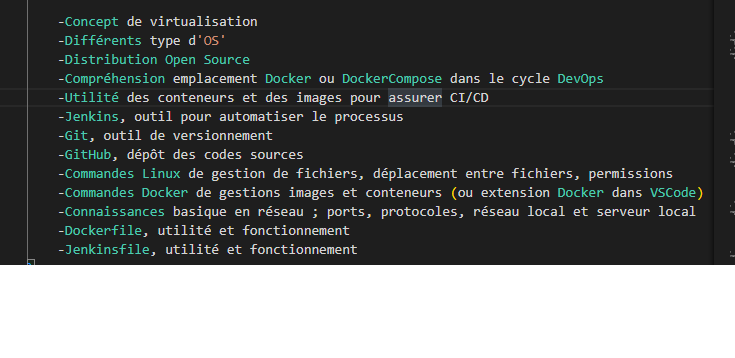 -Concept de virtualisation
-Différents type d'OS'
-Distribution Open Source
-Compréhension emplacement Docker ou DockerCompose dans le cycle DevOps
-Utilité des conteneurs et des images pour assurer CI/CD
-Jenkins, outil pour automatiser le processus
-Git, outil de versionnement
-GitHub, dépôt des codes sources
-Commandes Linux de gestion de fichiers, déplacement entre fichiers, permissions
-Commandes Docker de gestions images et conteneurs (ou extension Docker dans VSCode)
-Connaissances basique en réseau ; ports, protocoles, réseau local et serveur local
-Dockerfile, utilité et fonctionnement
-Jenkinsfile, utilité et fonctionnement